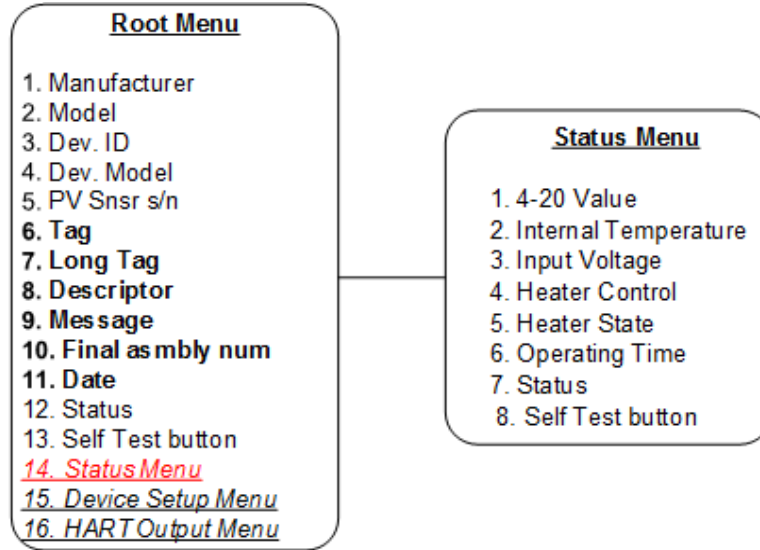 Root Menu
1. Manufacturer
2. Model
3. Dev. ID
4. Dev. Model
5. PV Snsr s/n
6. Tag
7. Long Tag
8. Descriptor
9. Message
10. Final asmbly num
11. Date
12. Status
13. Self Test button
14. Status Menu
15. Device Setup Menu
16. HART Output Menu
Status Menu
1. 4-20 Value
2. Internal Temperature
3. Input Voltage
4. Heater Control
5. Heater State
6. Operating Time
7. Status
8. Self Test button